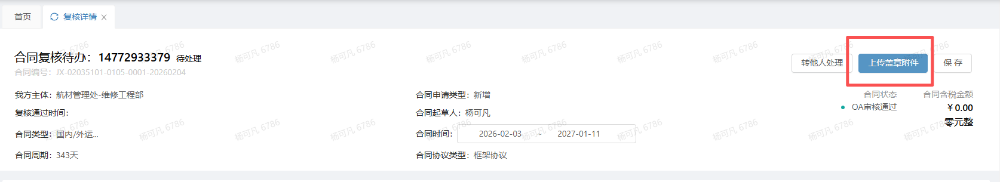 首页 复核详情
合同复核待办：14772933379 待处理
转他人处理 上传盖章附件 保 存
合同编号：JX-02035101-0105-0001-20260204
我方主体：航材管理处-维修工程部 合同申请类型：新增 合同状态 合同含税金额
复核通过时间： 合同起草人：杨可凡 OA审核通过 ¥0.00
零元整
合同类型：国内/外运... 合同时间：2026-02-03 ~ 2027-01-11
合同周期：343天 合同协议类型：框架协议
杨可凡 6786